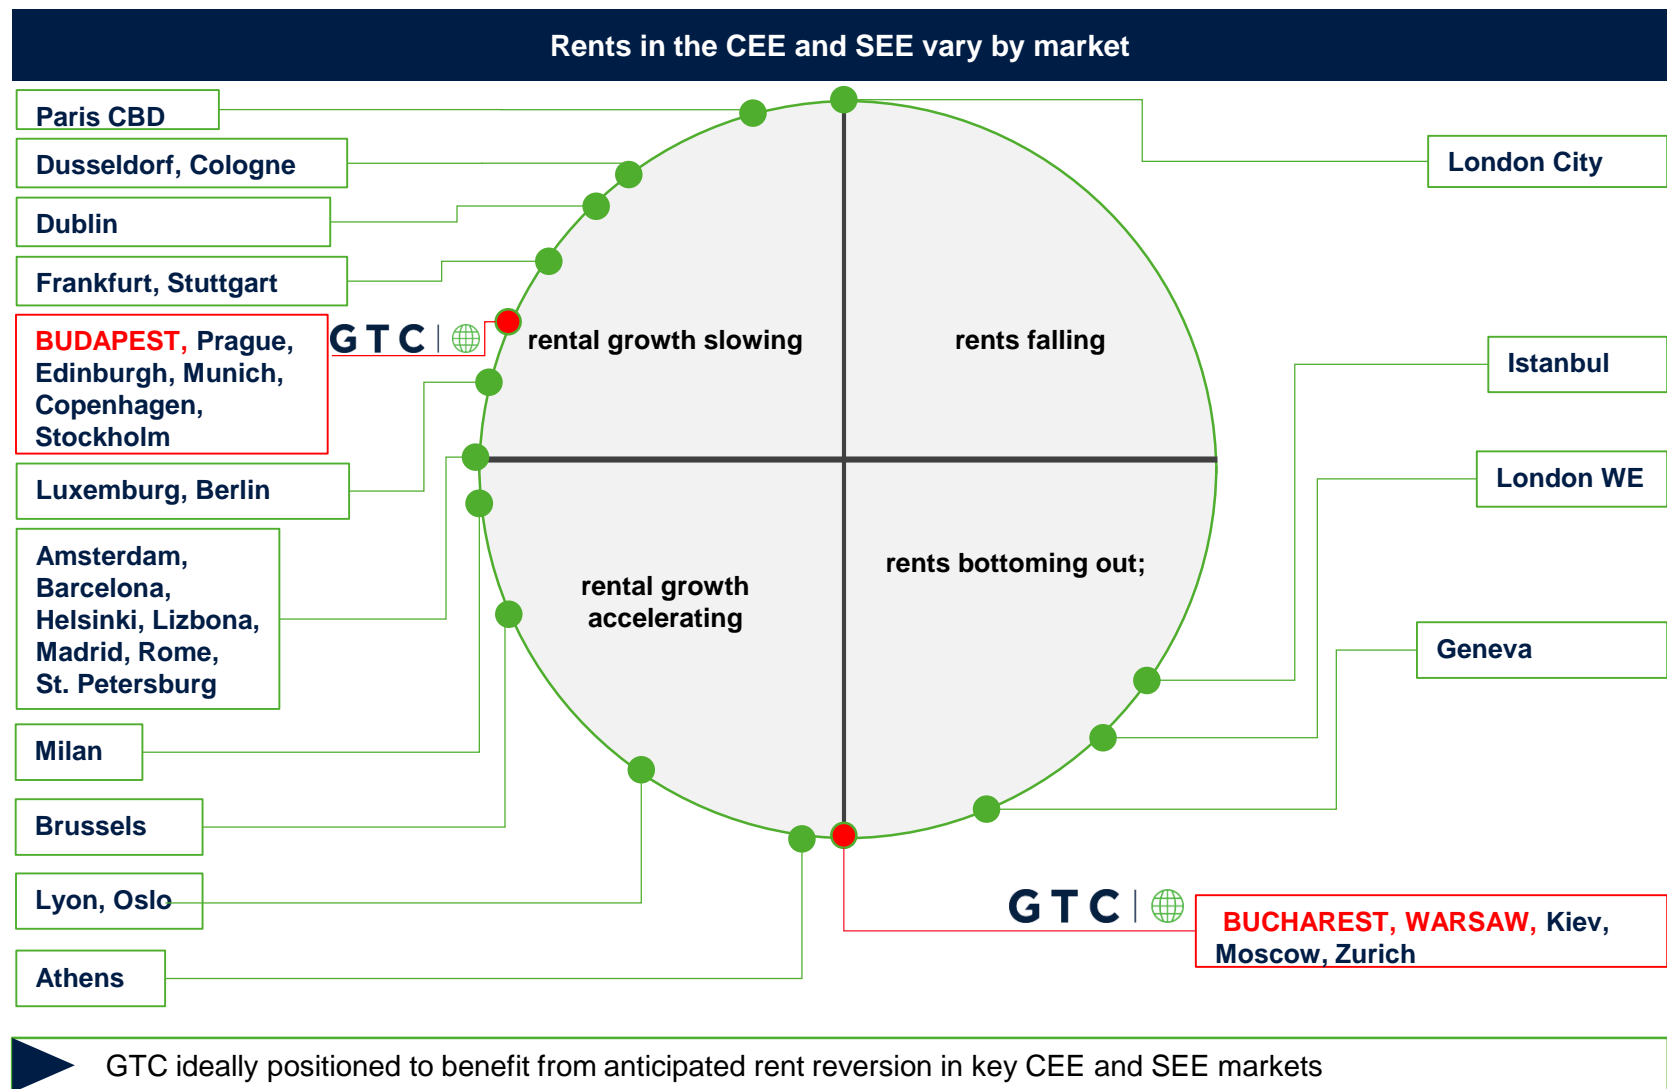 Rents in the CEE and SEE vary by market
Paris CBD
Dusseldorf, Cologne
Dublin
Frankfurt, Stuttgart
BUDAPEST, Prague,
Edinburgh, Munich,
Copenhagen,
Stockholm
GTC
Luxemburg, Berlin
Amsterdam,
Barcelona,
Helsinki, Lizbona,
Madrid, Rome,
St. Petersburg
Milan
Brussels
Lyon, Oslo
Athens
rental growth slowing
rents falling
rental growth
accelerating
rents bottoming out;
London City
Istanbul
London WE
Geneva
GTC
BUCHAREST, WARSAW, Kiev,
Moscow, Zurich
GTC ideally positioned to benefit from anticipated rent reversion in key CEE and SEE markets